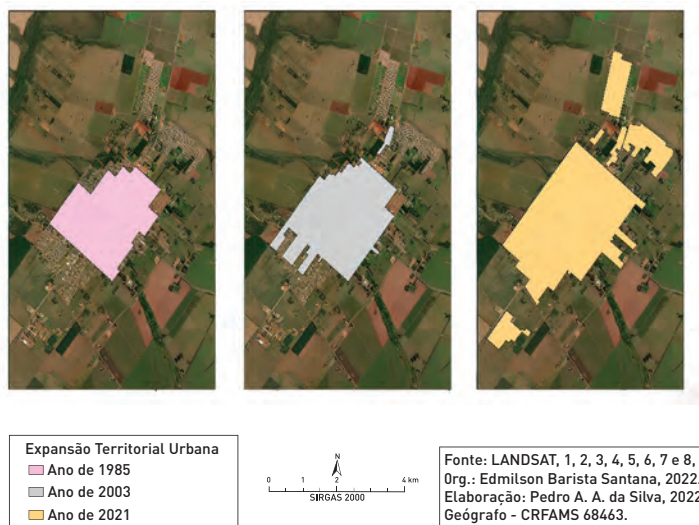 Expansão Territorial Urbana
Ano de 1985
Ano de 2003
Ano de 2021
N
0 1 2 4 km
SIRGAS 2000
Fonte: LANDSAT, 1, 2, 3, 4, 5, 6, 7 e 8,
Org.: Edmilson Barista Santana, 2022.
Elaboração: Pedro A. A. da Silva, 2022
Geógrafo - CRFAMS 68463.